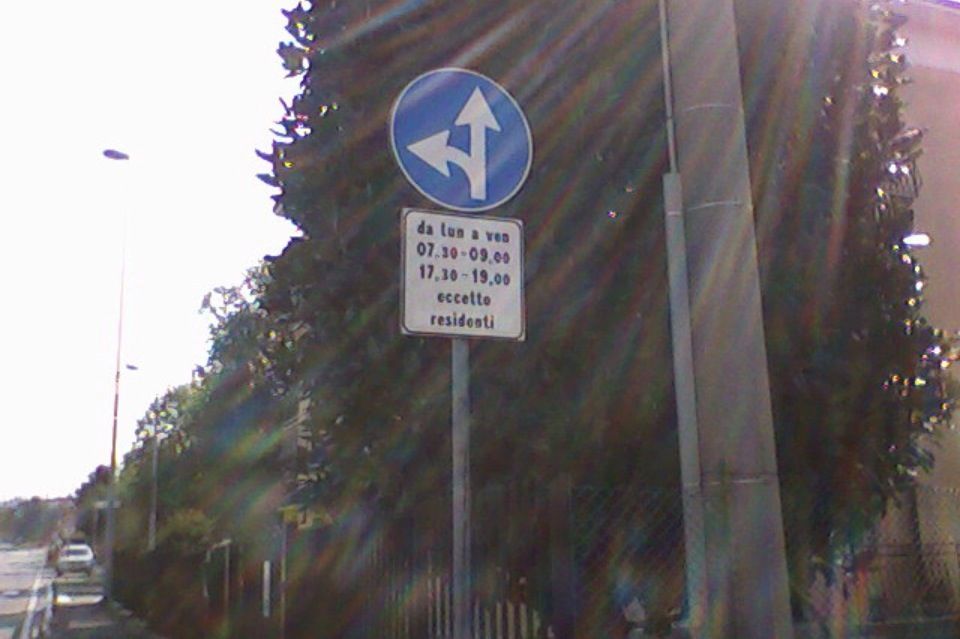 da lun a ven
07.30-09,00
17,30-19,00
eccetto
residenti